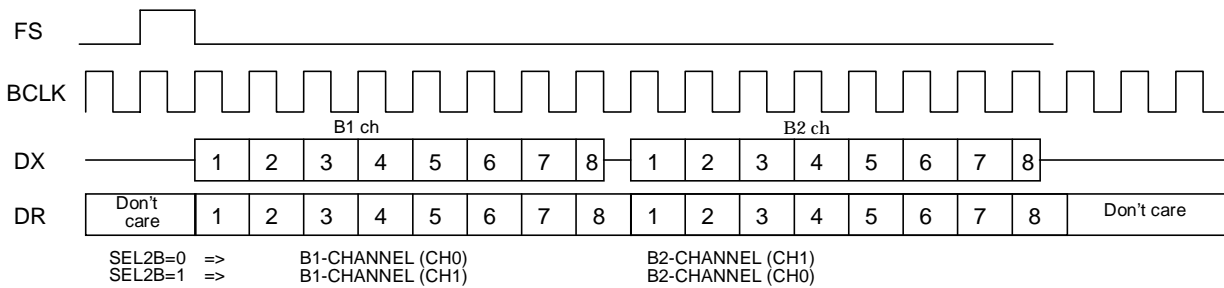 FS
BCLK
B1 ch B2 ch
DX 1 2 3 4 5 6 7 8 1 2 3 4 5 6 7 8
DR Don't care 1 2 3 4 5 6 7 8 1 2 3 4 5 6 7 8 Don't care
SEL2B=0 => B1-CHANNEL (CH0) B2-CHANNEL (CH1)
SEL2B=1 => B1-CHANNEL (CH1) B2-CHANNEL (CH0)